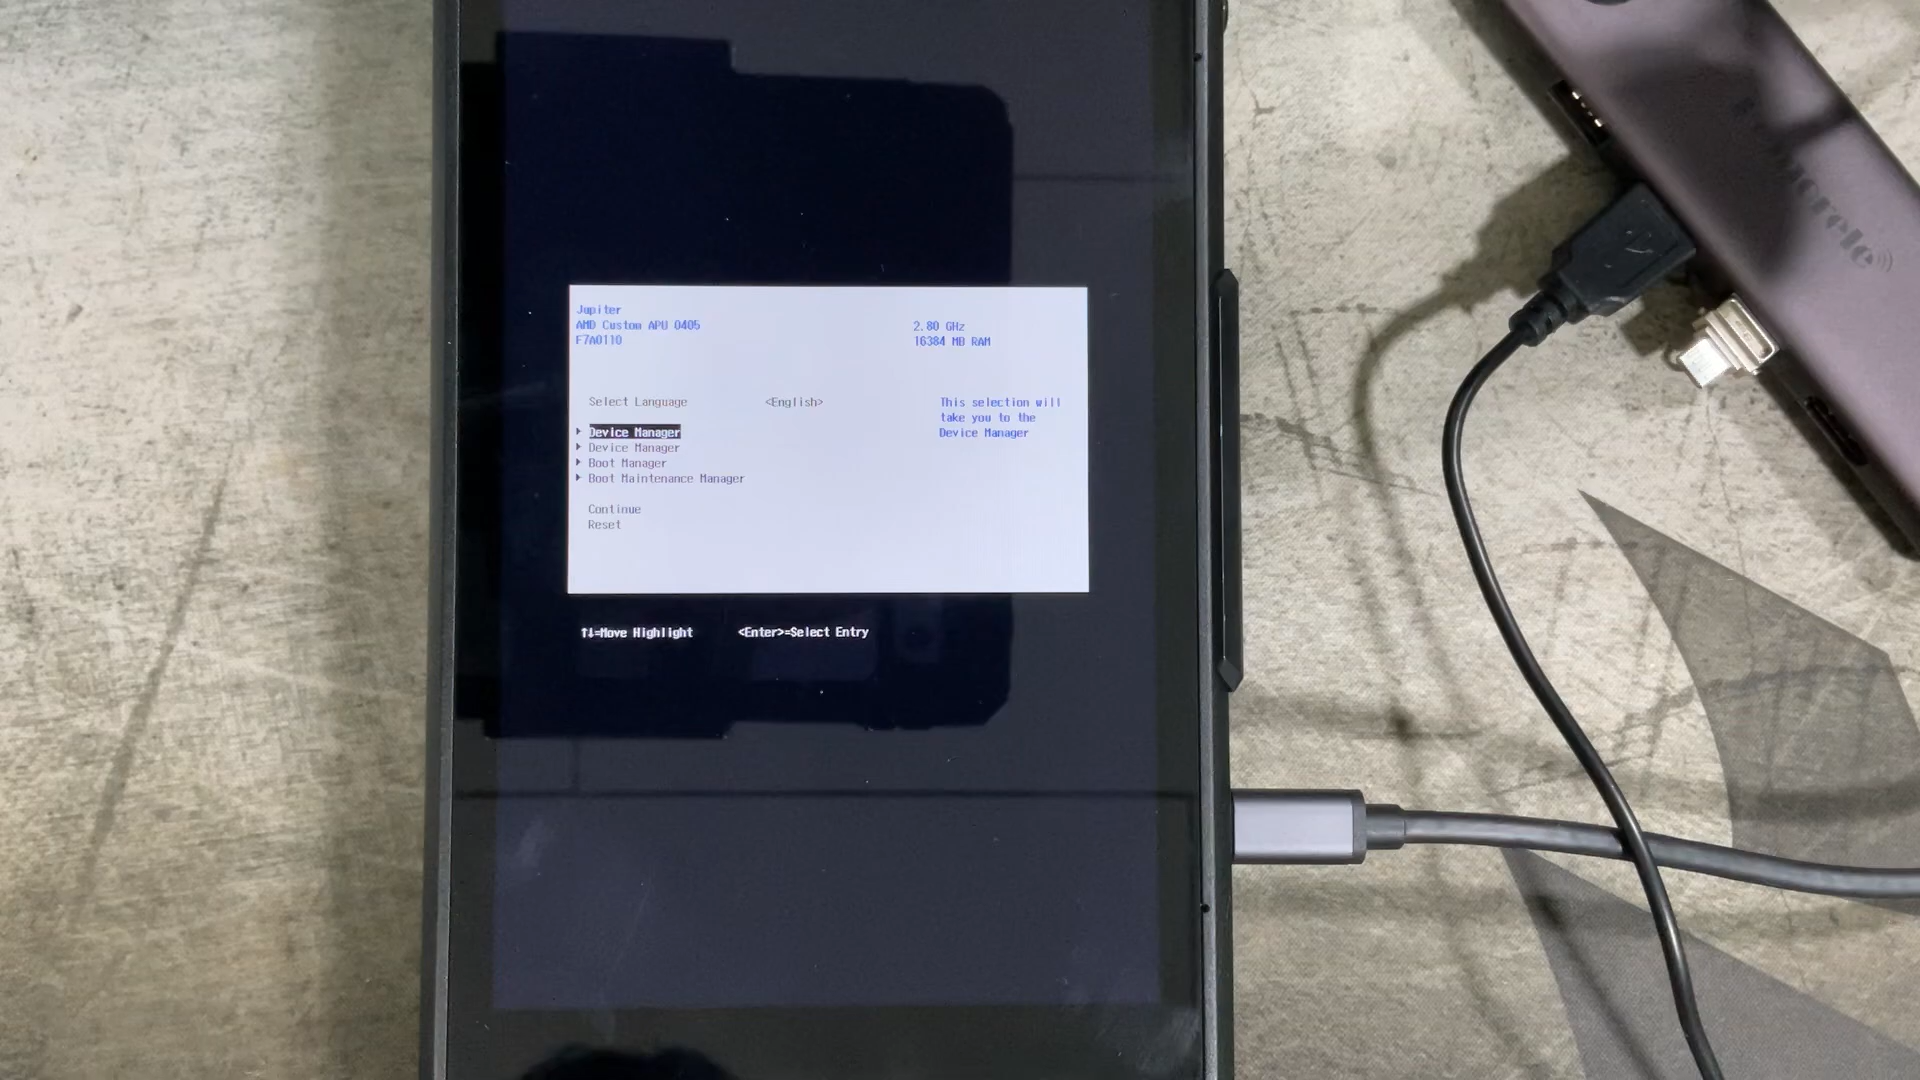 Jupiter
AMD Custom APU 0405 2.80 GHz
F7A0110 16384 MB RAM
Select Language <English> This selection will
take you to the
Device Manager Device Manager
Device Manager
Boot Manager
Boot Maintenance Manager
Continue
Reset
↑↓=Move Highlight <Enter>=Select Entry